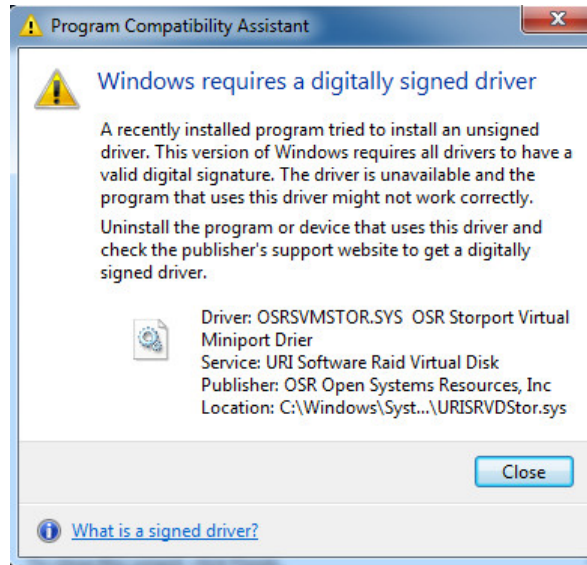 Program Compatibility Assistant
Windows requires a digitally signed driver
A recently installed program tried to install an unsigned
driver. This version of Windows requires all drivers to have a
valid digital signature. The driver is unavailable and the
program that uses this driver might not work correctly.
Uninstall the program or device that uses this driver and
check the publisher's support website to get a digitally
signed driver.
Driver: OSRSVMSTOR.SYS  OSR Storport Virtual
Miniport Drier
Service: URI Software Raid Virtual Disk
Publisher: OSR Open Systems Resources, Inc
Location: C:\Windows\Syst...\URISRVDStor.sys
Close
What is a signed driver?